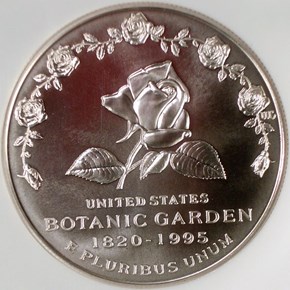 UNITED STATES
BOTANIC GARDEN
1820-1995
E PLURIBUS UNUM